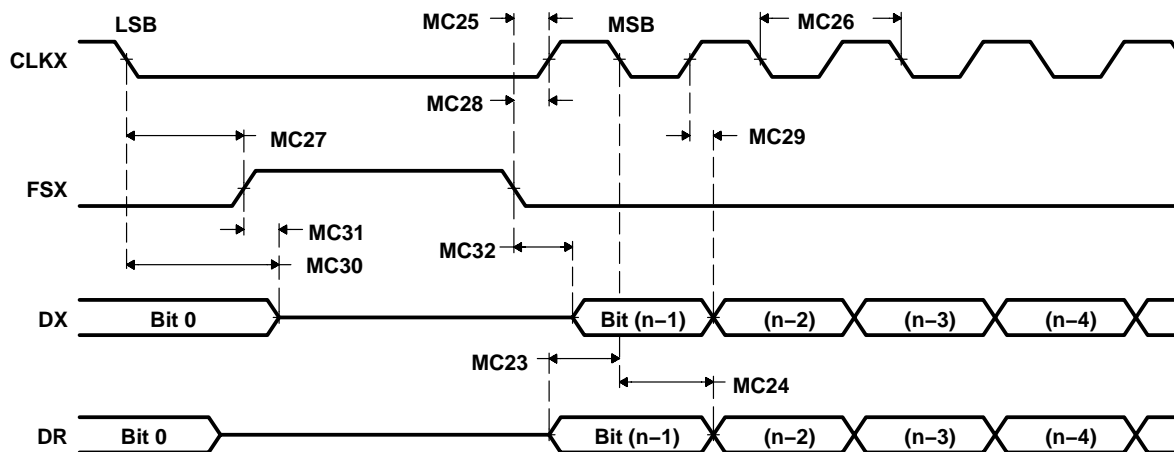 LSB MC25 MSB MC26
CLKX
MC28
MC27 MC29
FSX
MC31
MC32
MC30
DX Bit 0 Bit (n−1) (n−2) (n−3) (n−4)
MC23
MC24
DR Bit 0 Bit (n−1) (n−2) (n−3) (n−4)